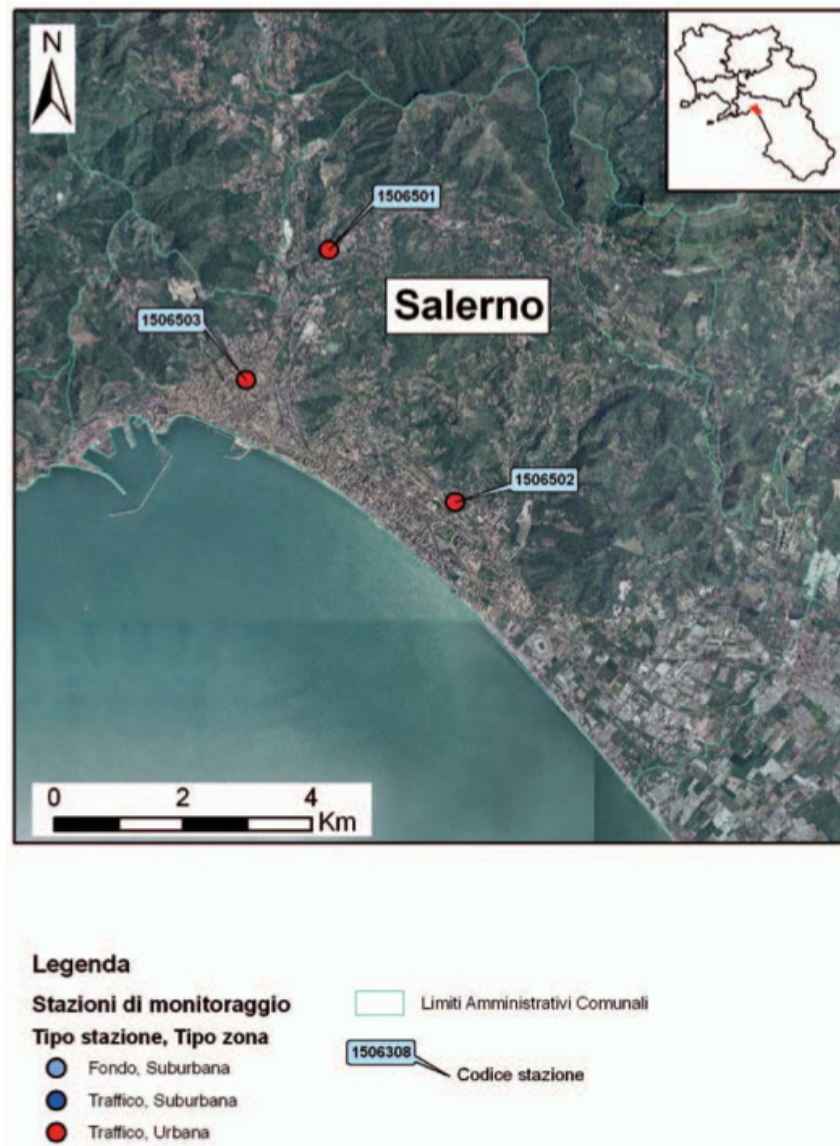 N
1506501
Salerno
1506503
1506502
0 2 4
Km
Legenda
Stazioni di monitoraggio
Tipo stazione, Tipo zona
Fondo, Suburbana
Traffico, Suburbana
Traffico, Urbana
Limiti Amministrativi Comunali
1506308
Codice stazione